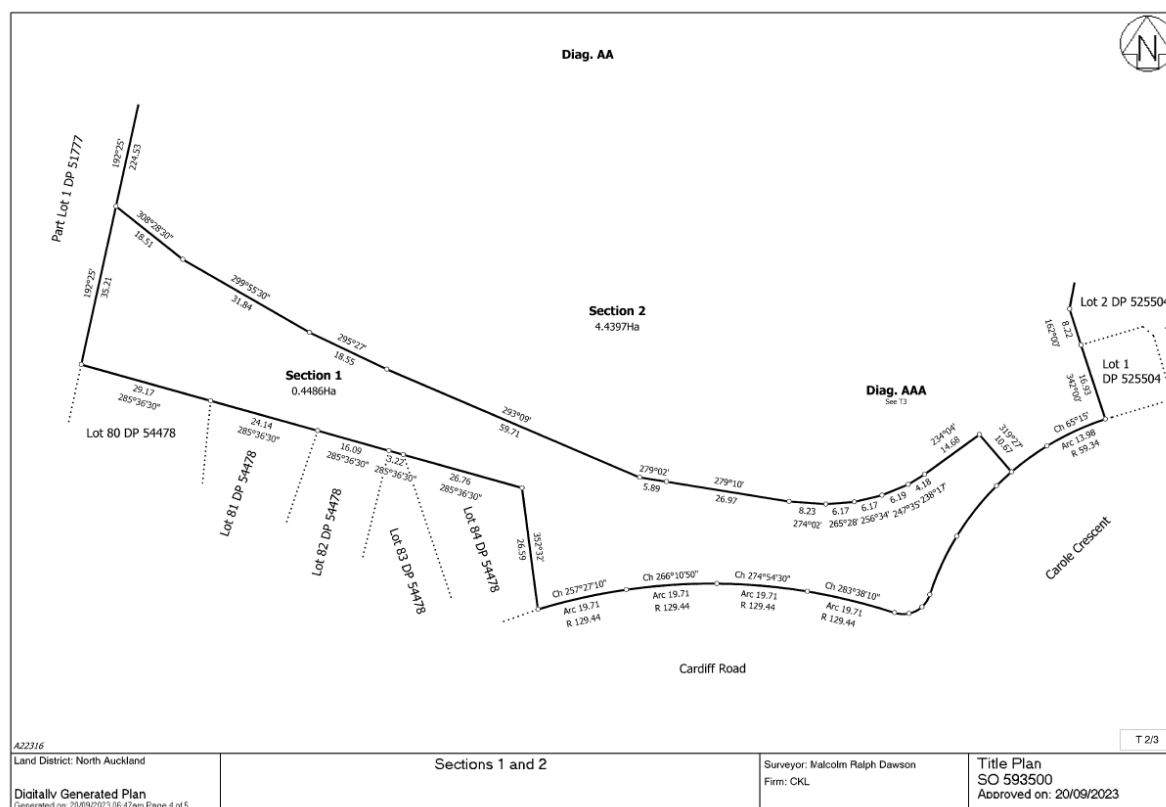 Diag. AA
N
Part Lot 1 DP 51777
192°25'
224.53
308°28'30"
18.51
192°25'
35.21
299°55'30"
31.84
295°27'
18.55
Section 1
0.4486Ha
Section 2
4.4397Ha
293°09'
59.71
279°02'
5.89
279°10'
26.97
8.23
274°02'
6.17
265°28'
6.17
256°34'
6.19
247°35'
4.18
238°17'
234°04'
14.68
319°27'
10.67
Diag. AAA
See T3
Lot 2 DP 525504
8.22
162°00'
Lot 1
DP 525504
16.93
342°00'
Ch 65°15'
Arc 13.98
R 59.34
Carole Crescent
29.17
285°36'30"
Lot 80 DP 54478
24.14
285°36'30"
Lot 81 DP 54478
16.09
285°36'30"
Lot 82 DP 54478
3.22
285°36'30"
Lot 83 DP 54478
26.76
285°36'30"
Lot 84 DP 54478
352°32'
26.59
Ch 257°27'10"
Arc 19.71
R 129.44
Ch 266°10'50"
Arc 19.71
R 129.44
Ch 274°54'30"
Arc 19.71
R 129.44
Ch 283°38'10"
Arc 19.71
R 129.44
Cardiff Road
A22316
T 2/3
Land District: North Auckland
Digitally Generated Plan
Generated on: 20/09/2023 06:47am Page 4 of 5
Sections 1 and 2
Surveyor: Malcolm Ralph Dawson
Firm: CKL
Title Plan
SO 593500
Approved on: 20/09/2023